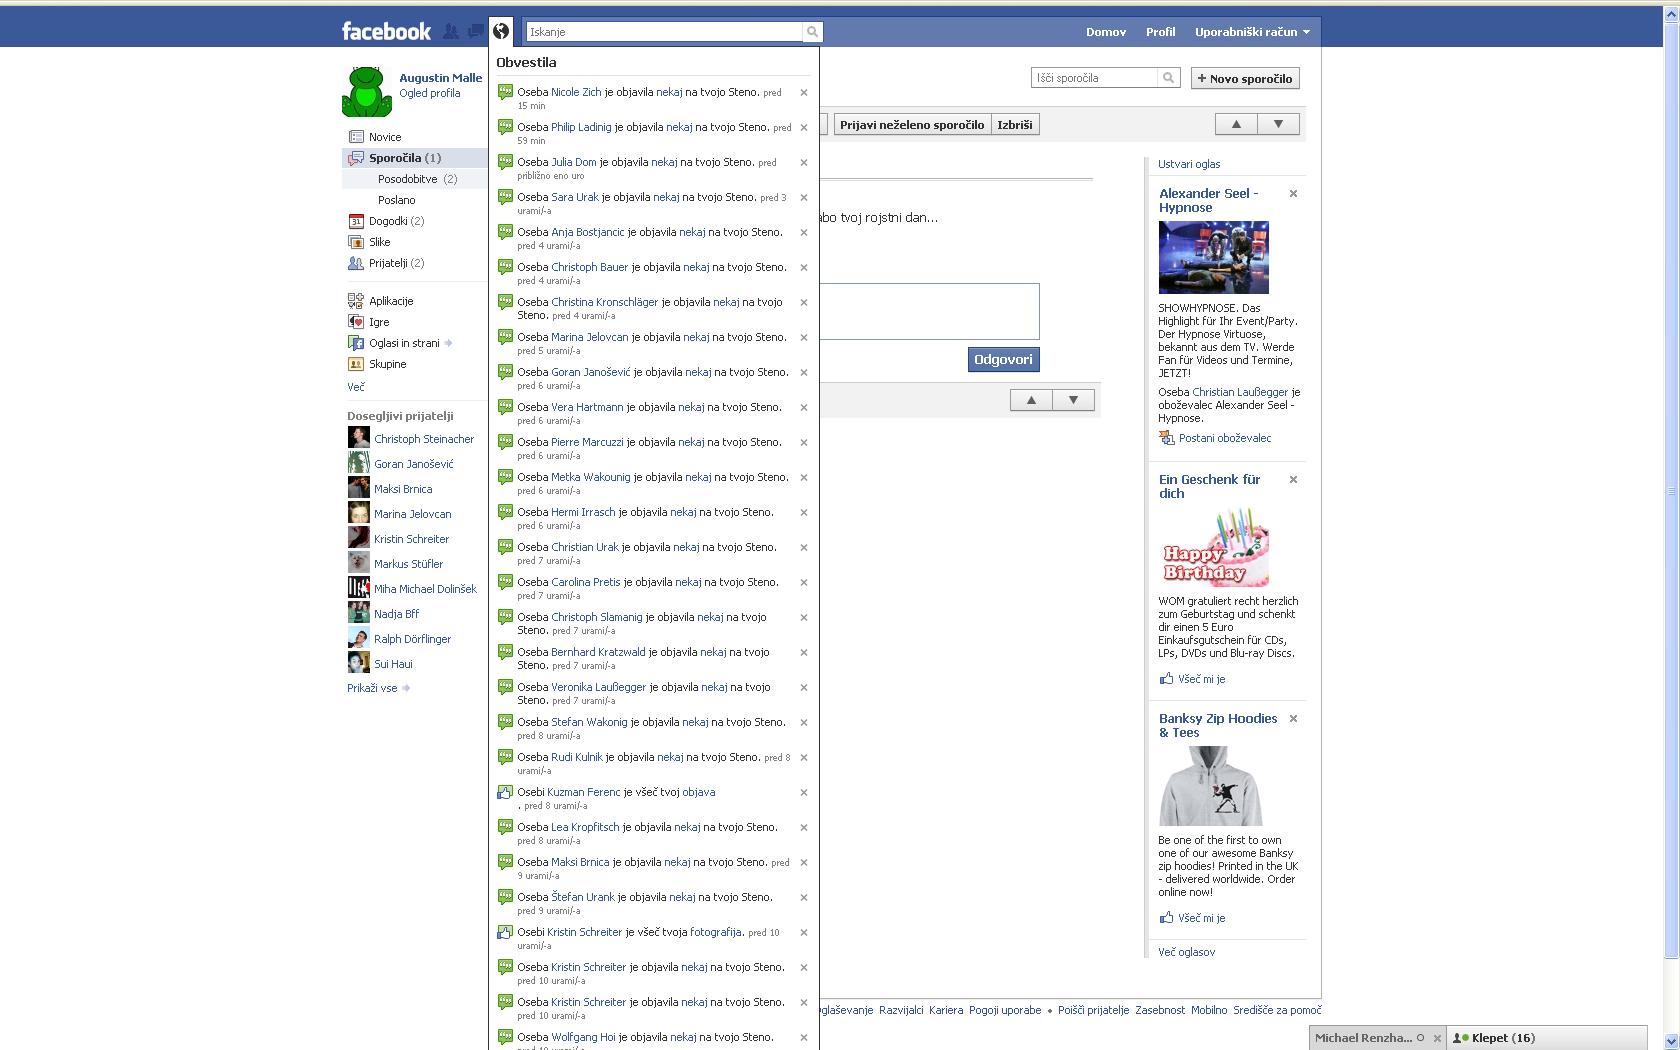 facebook
Iskanje
Domov
Profil
Uporabniški račun
Augustin Malle
Ogled profila
Novice
Sporočila (1)
Posodobitve (2)
Poslano
Dogodki (2)
Slike
Prijatelji (2)
Aplikacije
Igre
Oglasi in strani
Skupine
Več
Dosegljivi prijatelji
Christoph Steinacher
Goran Janošević
Maksi Brnica
Marina Jelovcan
Kristin Schreiter
Markus Stüfler
Miha Michael Dolinšek
Nadja Bff
Ralph Dörflinger
Sui Haui
Prikaži vse
Obvestila
Oseba Nicole Zich je objavila nekaj na tvojo Steno. pred
15 min
Oseba Philip Ladinig je objavila nekaj na tvojo Steno. pred
59 min
Oseba Julia Dom je objavila nekaj na tvojo Steno. pred
približno eno uro
Oseba Sara Urak je objavila nekaj na tvojo Steno. pred 3
urami/-a
Oseba Anja Bostjancic je objavila nekaj na tvojo Steno.
pred 4 urami/-a
Oseba Christoph Bauer je objavila nekaj na tvojo Steno.
pred 4 urami/-a
Oseba Christina Kronschläger je objavila nekaj na tvojo
Steno. pred 4 urami/-a
Oseba Marina Jelovcan je objavila nekaj na tvojo Steno.
pred 5 urami/-a
Oseba Goran Janošević je objavila nekaj na tvojo Steno.
pred 6 urami/-a
Oseba Vera Hartmann je objavila nekaj na tvojo Steno.
pred 6 urami/-a
Oseba Pierre Marcuzzi je objavila nekaj na tvojo Steno.
pred 6 urami/-a
Oseba Metka Wakounig je objavila nekaj na tvojo Steno.
pred 6 urami/-a
Oseba Hermi Irrasch je objavila nekaj na tvojo Steno.
pred 6 urami/-a
Oseba Christian Urak je objavila nekaj na tvojo Steno.
pred 7 urami/-a
Oseba Carolina Pretis je objavila nekaj na tvojo Steno.
pred 7 urami/-a
Oseba Christoph Slamanig je objavila nekaj na tvojo
Steno. pred 7 urami/-a
Oseba Bernhard Kratzwald je objavila nekaj na tvojo
Steno. pred 7 urami/-a
Oseba Veronika Laußegger je objavila nekaj na tvojo
Steno. pred 7 urami/-a
Oseba Stefan Wakonig je objavila nekaj na tvojo Steno.
pred 8 urami/-a
Oseba Rudi Kulnik je objavila nekaj na tvojo Steno. pred 8
urami/-a
Osebi Kuzman Ferenc je všeč tvoj objava
. pred 8 urami/-a
Oseba Lea Kropfitsch je objavila nekaj na tvojo Steno.
pred 8 urami/-a
Oseba Maksi Brnica je objavila nekaj na tvojo Steno. pred
9 urami/-a
Oseba Štefan Urank je objavila nekaj na tvojo Steno.
pred 9 urami/-a
Osebi Kristin Schreiter je všeč tvoja fotografija. pred 10
urami/-a
Oseba Kristin Schreiter je objavila nekaj na tvojo Steno.
pred 10 urami/-a
Oseba Kristin Schreiter je objavila nekaj na tvojo Steno.
pred 10 urami/-a
Oseba Wolfgang Hoi je objavila nekaj na tvojo Steno.
Išči sporočila
+ Novo sporočilo
Prijavi neželeno sporočilo
Izbriši
abo tvoj rojstni dan...
Odgovori
Ustvari oglas
Alexander Seel -
Hypnose
SHOWHYPNOSE. Das
Highlight für Ihr Event/Party.
Der Hypnose Virtuose,
bekannt aus dem TV. Werde
Fan für Videos und Termine,
JETZT!
Oseba Christian Laußegger je
oboževalec Alexander Seel -
Hypnose.
Postani oboževalec
Ein Geschenk für
dich
Happy
Birthday
WOM gratuliert recht herzlich
zum Geburtstag und schenkt
dir einen 5 Euro
Einkaufsgutschein für CDs,
LPs, DVDs und Blu-ray Discs.
Všeč mi je
Banksy Zip Hoodies
& Tees
Be one of the first to own
one of our awesome Banksy
zip hoodies! Printed in the UK
- delivered worldwide. Order
online now!
Všeč mi je
Več oglasov
glaševanje Razvijalci Kariera Pogoji uporabe • Poišči prijatelje Zasebnost Mobilno Središče za pomoč
Michael Renzha...
Klepet (16)